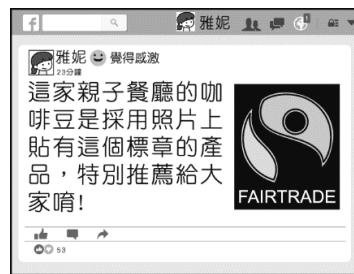 f
雅妮
雅妮 覺得感激
23分鐘
這家親子餐廳的咖
啡豆是採用照片上
貼有這個標章的產
品，特別推薦給大
家唷!
FAIRTRADE
53